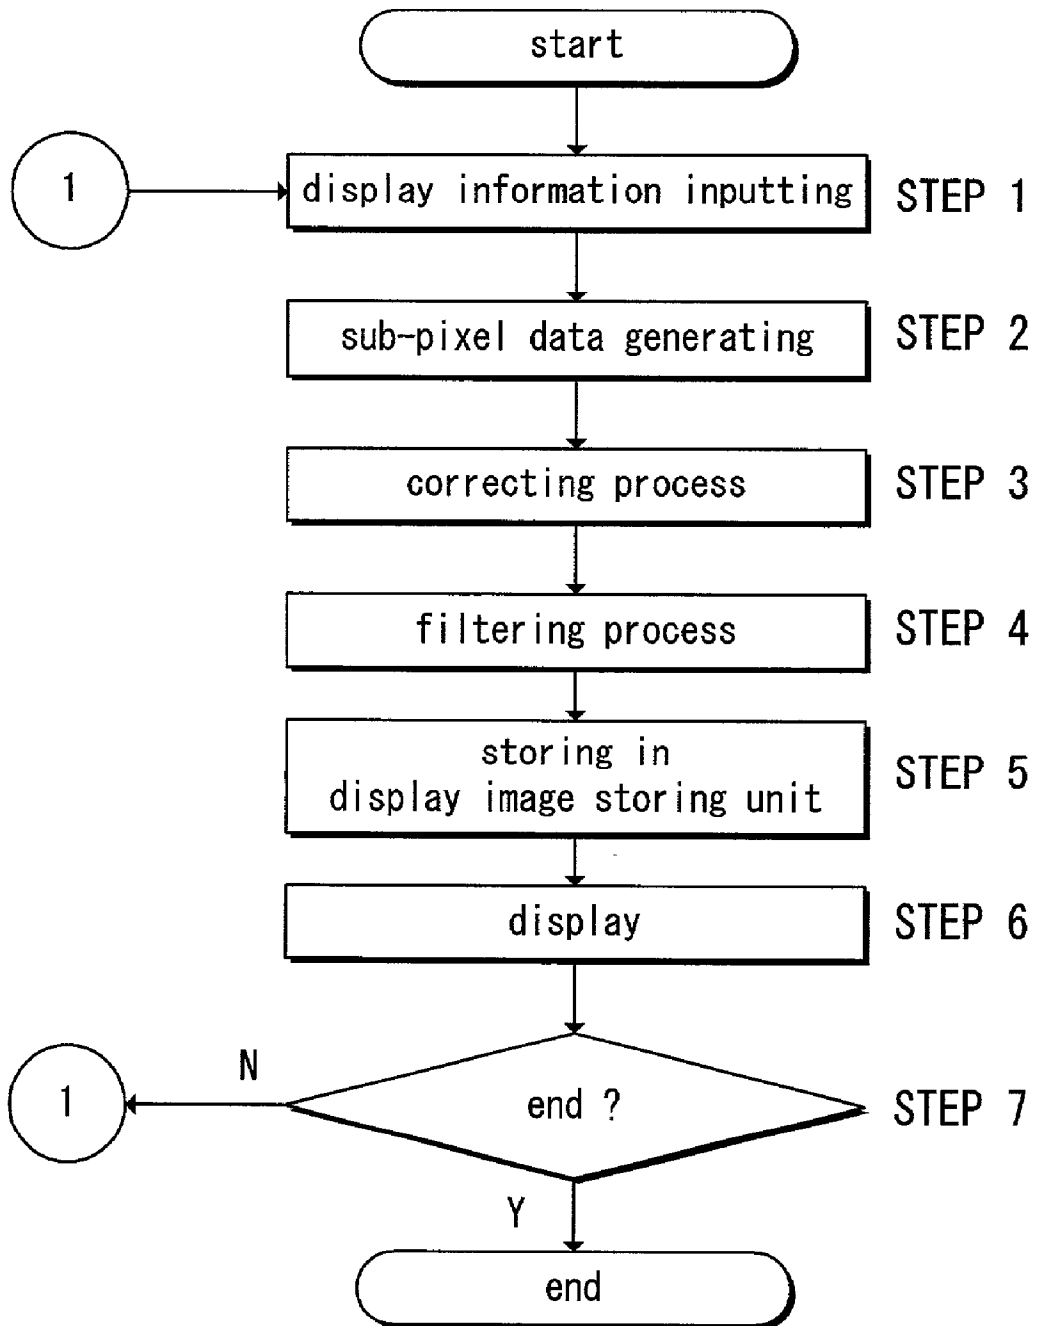 start
1
display information inputting
STEP 1
sub-pixel data generating
STEP 2
correcting process
STEP 3
filtering process
STEP 4
storing in
display image storing unit
STEP 5
display
STEP 6
N
1
end ?
STEP 7
Y
end